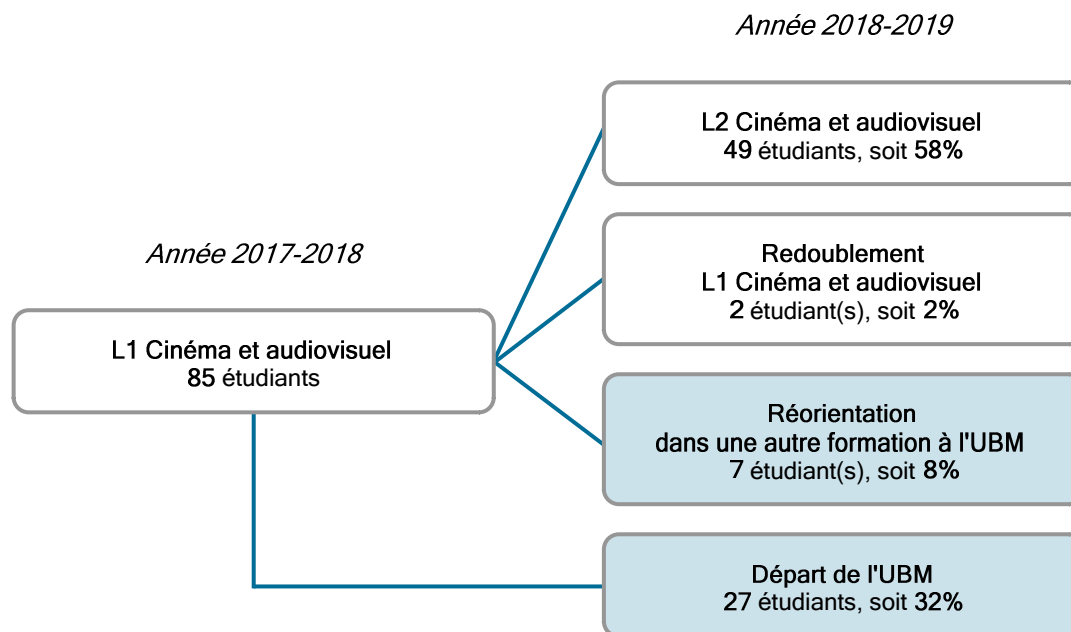 Année 2018-2019
L2 Cinéma et audiovisuel
49 étudiants, soit 58%
Année 2017-2018
Redoublement
L1 Cinéma et audiovisuel
2 étudiant(s), soit 2%
L1 Cinéma et audiovisuel
85 étudiants
Réorientation
dans une autre formation à l'UBM
7 étudiant(s), soit 8%
Départ de l'UBM
27 étudiants, soit 32%